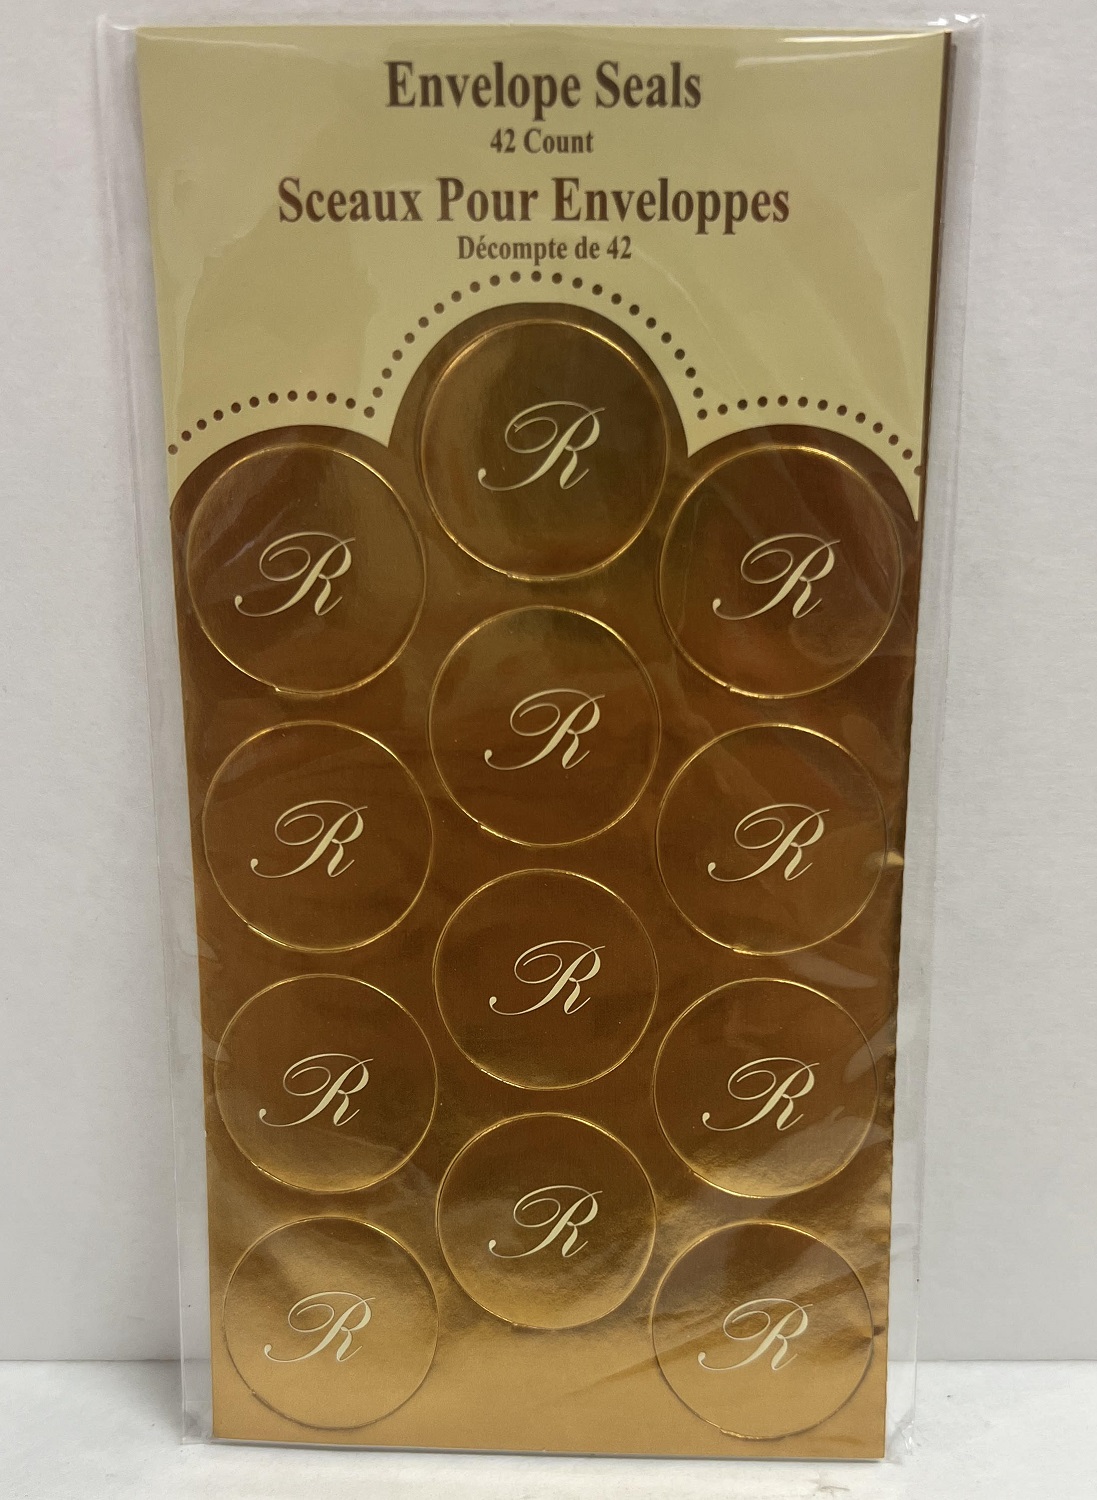 Envelope Seals
42 Count
Sceaux Pour Enveloppes
Décompte de 42
R
R R
R
R R
R
R R
R
R R